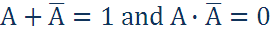 A + A̅ = 1 and A · A̅ = 0